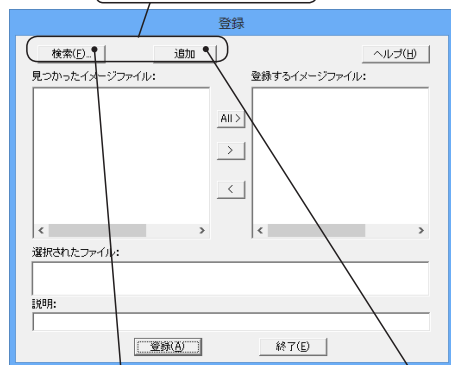 登録
検索(F)... 追加 ヘルプ(H)
見つかったイメージファイル: 登録するイメージファイル:
All >
>
<
選択されたファイル:
説明:
登録(A) 終了(E)